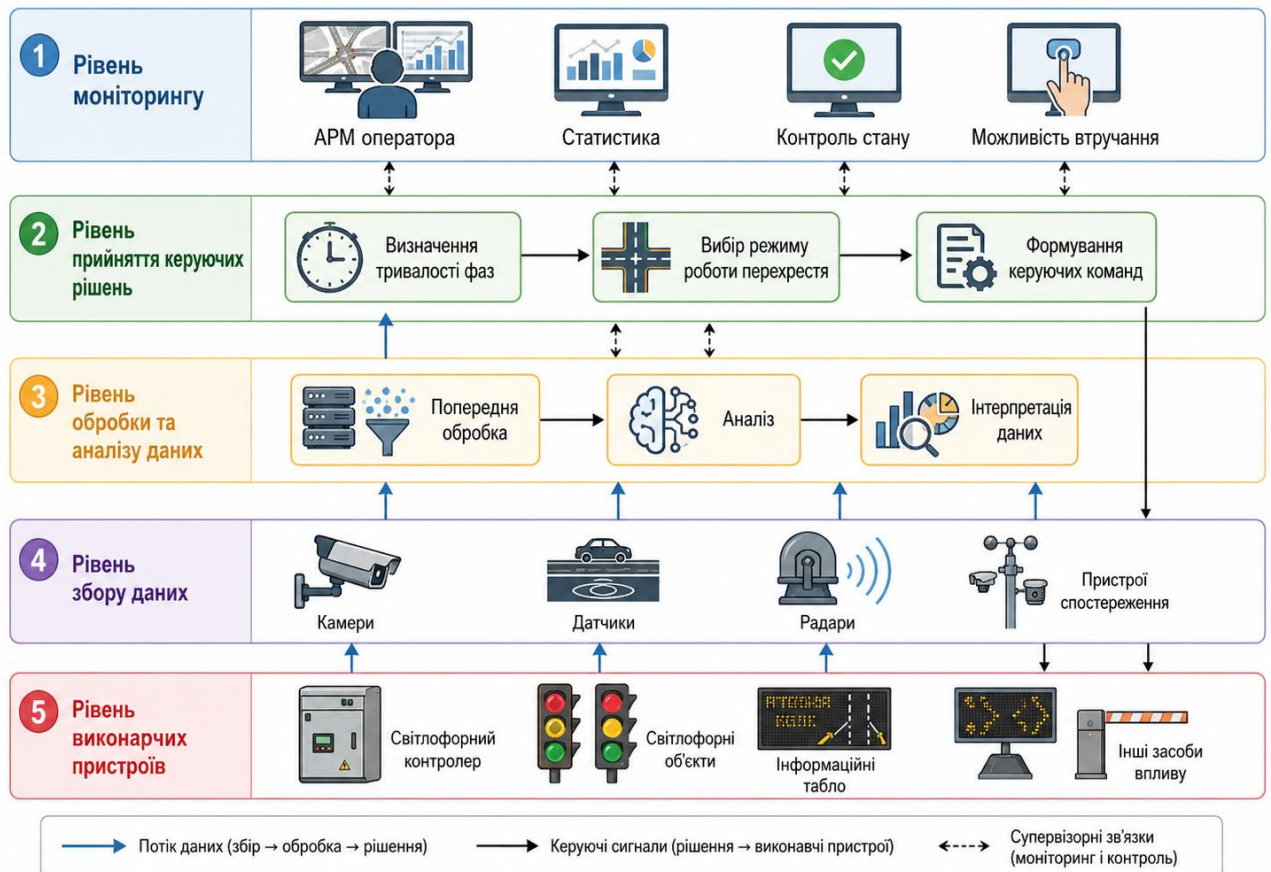 1
Рівень
моніторингу
АРМ оператора
Статистика
Контроль стану
Можливість втручання
2
Рівень
прийняття керуючих
рішень
Визначення
тривалості фаз
Вибір режиму
роботи перехрестя
Формування
керуючих команд
3
Рівень
обробки та
аналізу даних
Попередня
обробка
Аналіз
Інтерпретація
даних
4
Рівень
збору даних
Камери
Датчики
Радари
Пристрої
спостереження
5
Рівень
виконарчих
пристроїв
Світлофорний
контролер
Світлофорні
об'єкти
Інформаційні
табло
Інші засоби
впливу
Потік даних (збір → обробка → рішення)
Керуючі сигнали (рішення → виконавчі пристрої)
Супервізорні зв'язки
(моніторинг і контроль)